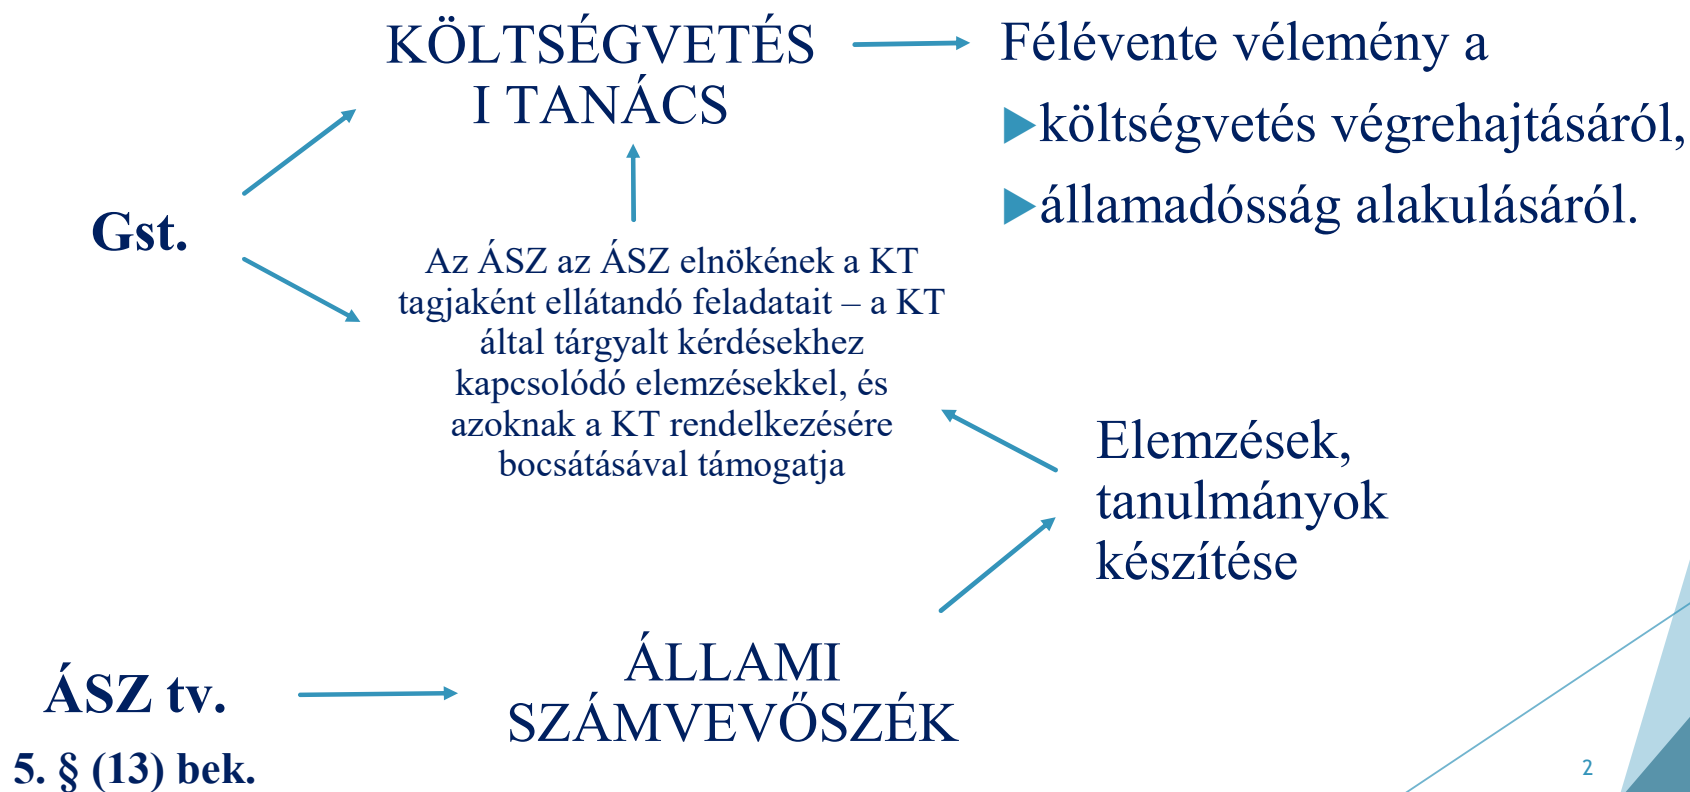 KÖLTSÉGVETÉS
I TANÁCS
Félévente vélemény a
költségvetés végrehajtásáról,
államadósság alakulásáról.
Gst.
Az ÁSZ az ÁSZ elnökének a KT
tagjaként ellátandó feladatait – a KT
által tárgyalt kérdésekhez
kapcsolódó elemzésekkel, és
azoknak a KT rendelkezésére
bocsátásával támogatja
Elemzések,
tanulmányok
készítése
ÁLLAMI
SZÁMVEVŐSZÉK
ÁSZ tv.
5. § (13) bek.
2